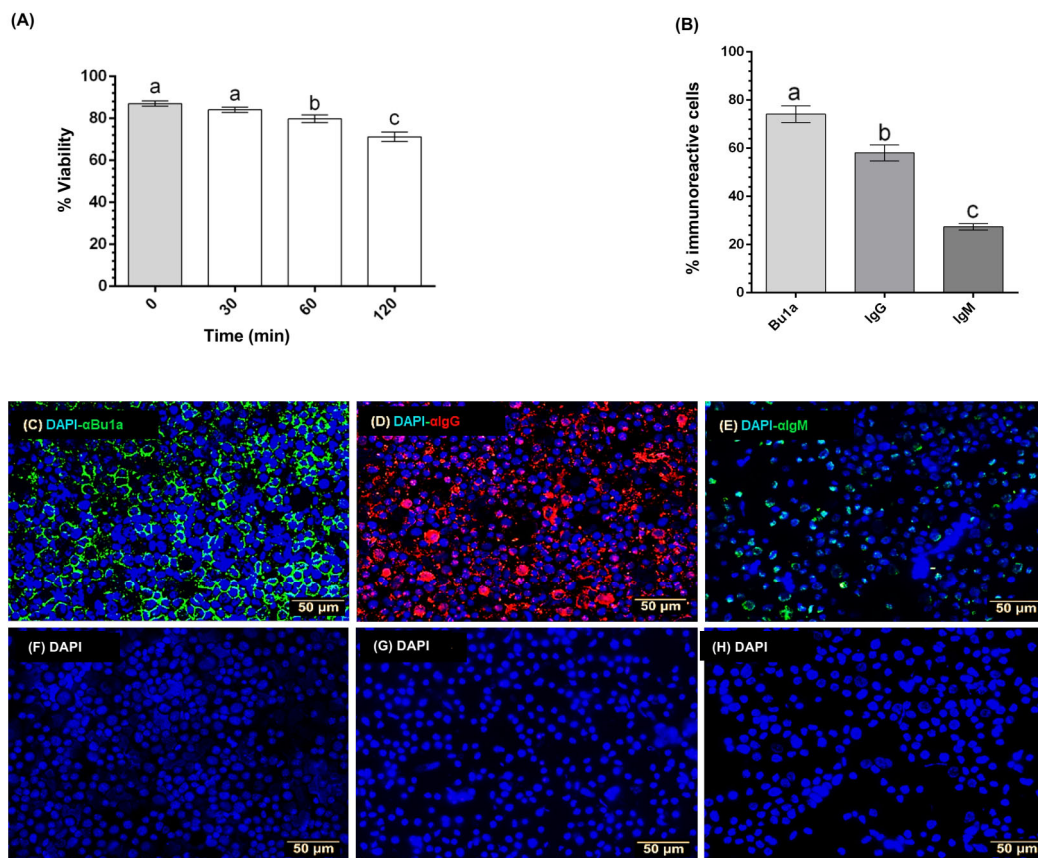 (A)
% Viability
100
80
60
40
20
0
a
a
b
c
0
30
60
120
Time (min)
(B)
% immunoreactive cells
80
60
40
20
0
a
b
c
Bu1a
IgG
IgM
(C) DAPI-αBu1a
50 μm
(D) DAPI-αIgG
50 μm
(E) DAPI-αIgM
50 μm
(F) DAPI
50 μm
(G) DAPI
50 μm
(H) DAPI
50 μm